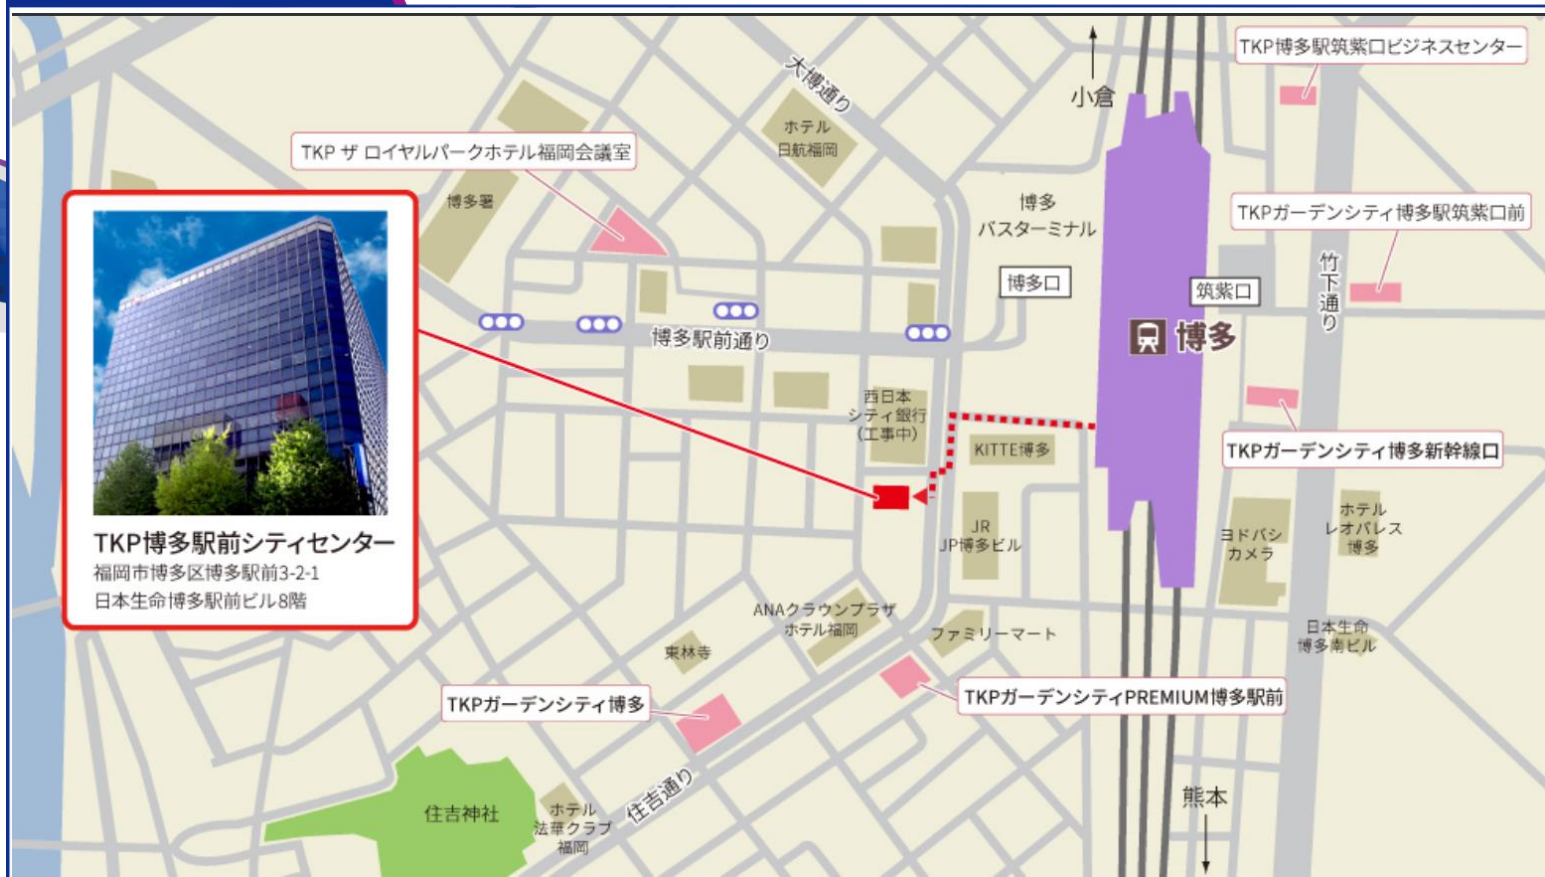 TKP博多駅筑紫口ビジネスセンター
大博通り
小倉
ホテル
日航福岡
TKP ザ ロイヤルパークホテル福岡会議室
博多署
博多
バスターミナル
TKPガーデンシティ博多駅筑紫口前
博多口
筑紫口
竹下通り
博多駅前通り
博多
西日本
シティ銀行
(工事中)
KITTE博多
TKPガーデンシティ博多新幹線口
JR
JP博多ビル
ヨドバシ
カメラ
ホテル
レオパレス
博多
TKP博多駅前シティセンター
福岡市博多区博多駅前3-2-1
日本生命博多駅前ビル8階
ANAクラウンプラザ
ホテル福岡
ファミリーマート
日本生命
博多南ビル
東林寺
TKPガーデンシティ博多
TKPガーデンシティPREMIUM博多駅前
住吉通り
熊本
住吉神社
ホテル
法華クラブ
福岡